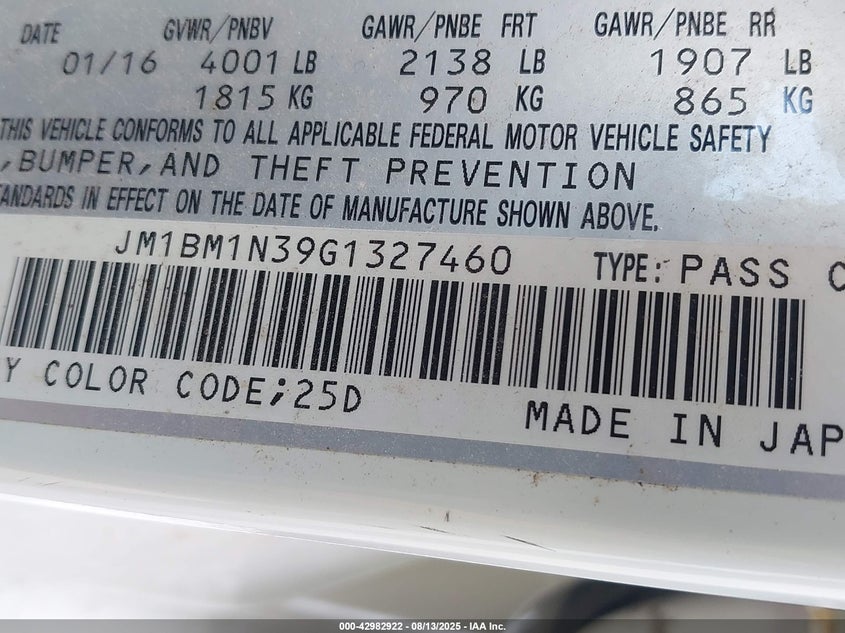 DATE GVWR/PNBV GAWR/PNBE FRT GAWR/PNBE RR
01/16 4001 LB 2138 LB 1907 LB
1815 KG 970 KG 865 KG
THIS VEHICLE CONFORMS TO ALL APPLICABLE FEDERAL MOTOR VEHICLE SAFETY
,BUMPER,AND THEFT PREVENTION
TANDARDS IN EFFECT ON THE DATE OF MANUFACTURE SHOWN ABOVE.
JM1BM1N39G1327460 TYPE: PASS C
Y COLOR CODE;25D
MADE IN JAP
000-42982922 - 08/13/2025 - IAA Inc.